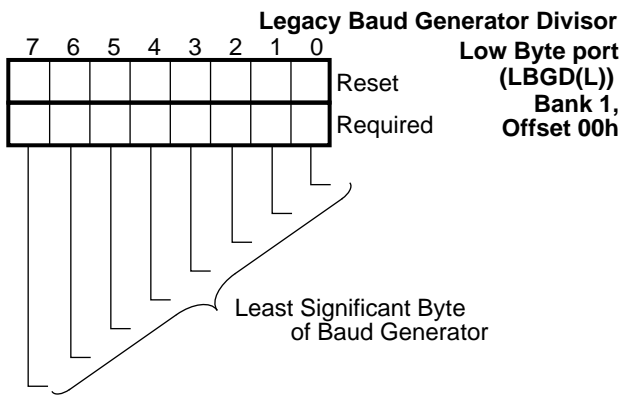 Legacy Baud Generator Divisor
Low Byte port
(LBGD(L))
Bank 1,
Offset 00h
7 6 5 4 3 2 1 0
Reset
Required
Least Significant Byte
of Baud Generator